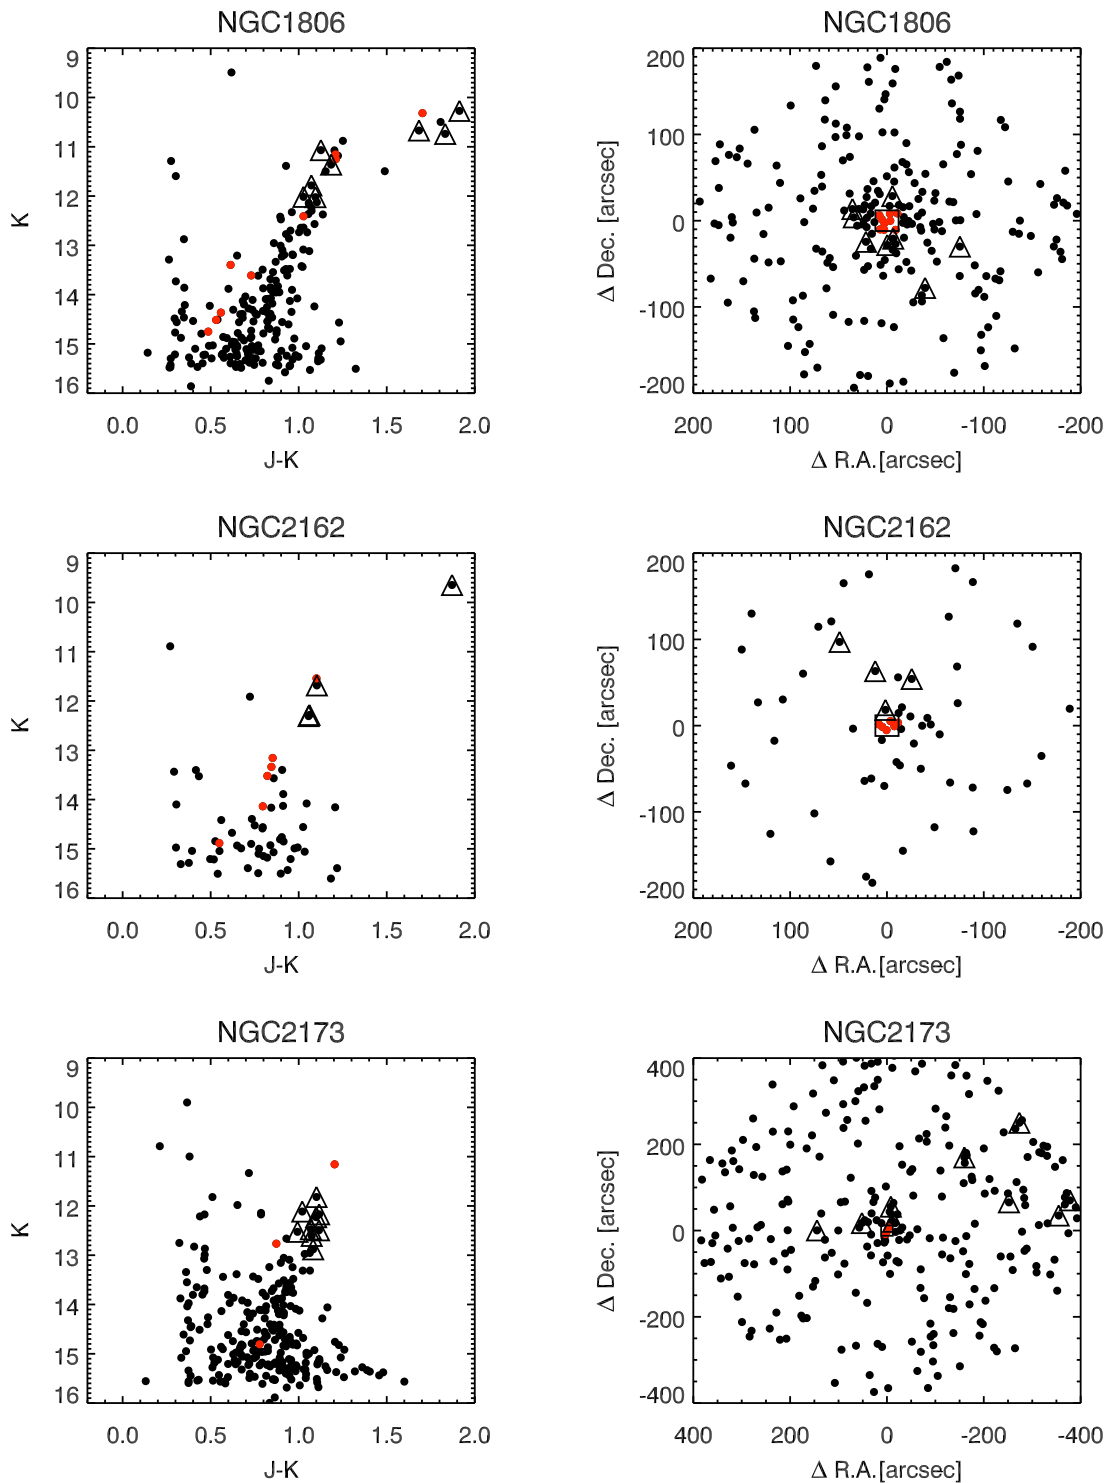 NGC1806
NGC1806
9
10
11
12
13
14
15
16
K
0.0 0.5 1.0 1.5 2.0
J-K
200
100
0
-100
-200
Δ Dec. [arcsec]
200 100 0 -100 -200
Δ R.A.[arcsec]
NGC2162
NGC2162
9
10
11
12
13
14
15
16
K
0.0 0.5 1.0 1.5 2.0
J-K
200
100
0
-100
-200
Δ Dec. [arcsec]
200 100 0 -100 -200
Δ R.A.[arcsec]
NGC2173
NGC2173
9
10
11
12
13
14
15
16
K
0.0 0.5 1.0 1.5 2.0
J-K
400
200
0
-200
-400
Δ Dec. [arcsec]
400 200 0 -200 -400
Δ R.A.[arcsec]